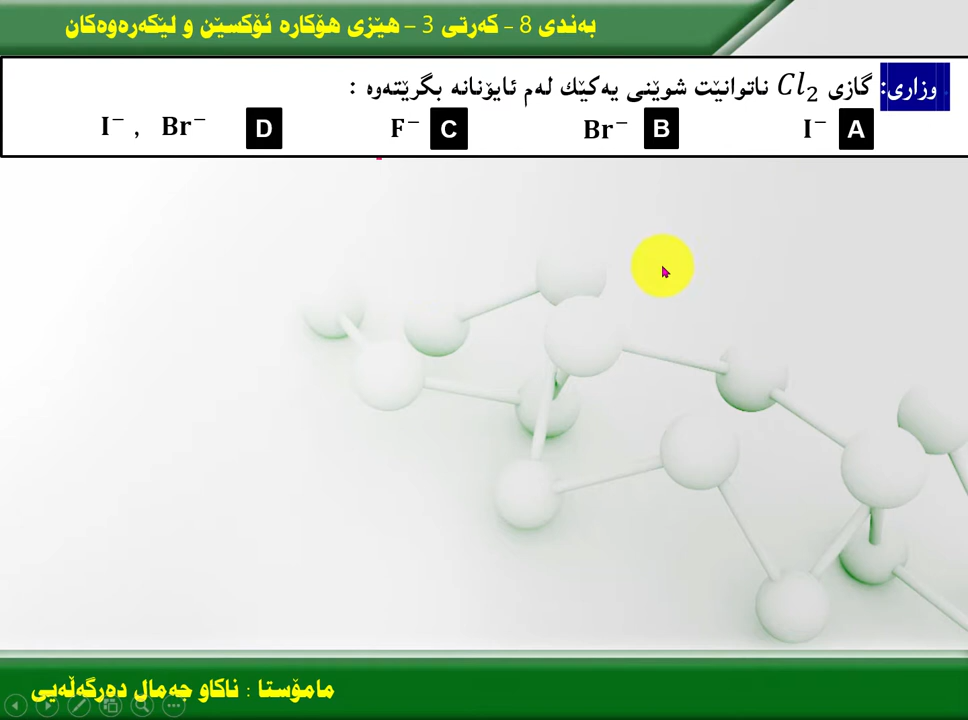 بەندی 8 - کەرتی 3 – هێزی هۆکارە ئۆکسێن و لێکەرەوەکان
وزاری: گازی Cl₂ ناتوانێت شوێنی یەکێك لەم ئایۆنانە بگرێتەوە :
A I⁻ B Br⁻ C F⁻ D I⁻ , Br⁻
مامۆستا : ناکاو جەمال دەرگەڵەیی